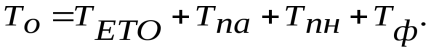 Tо =TЕТО + Tпа + Tпн + Tф.